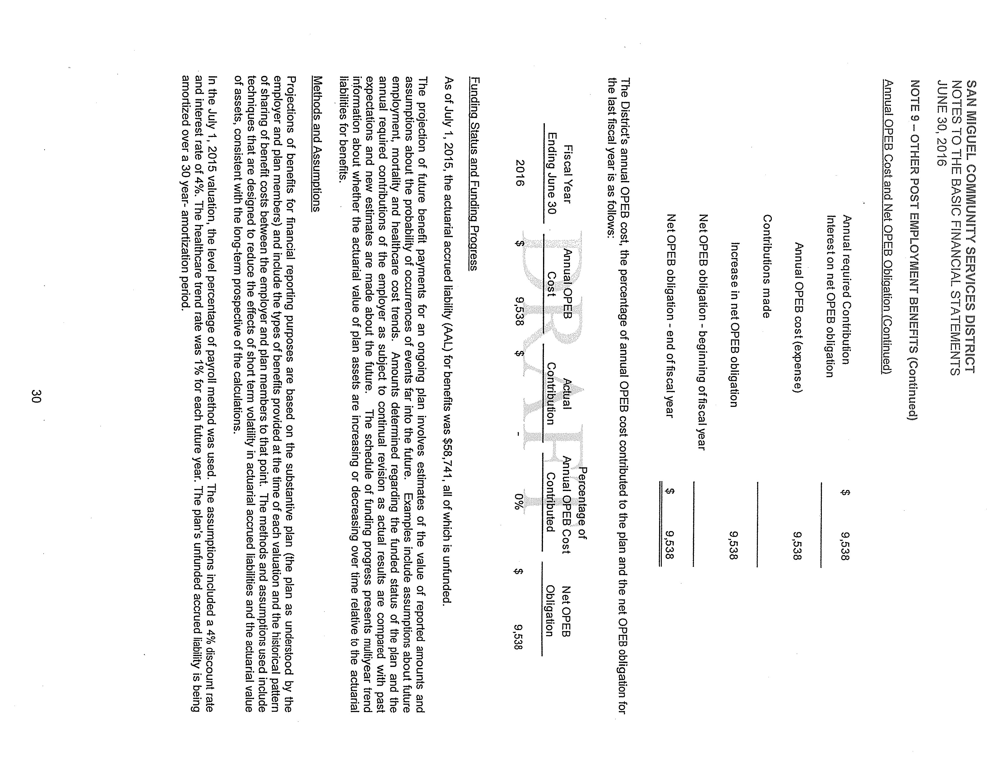 SAN MIGUEL COMMUNITY SERVICES DISTRICT
NOTES TO THE BASIC FINANCIAL STATEMENTS
JUNE 30, 2016
NOTE 9 – OTHER POST EMPLOYMENT BENEFITS (Continued)
Annual OPEB Cost and Net OPEB Obligation (Continued)
Annual required Contribution $ 9,538
Interest on net OPEB obligation
Annual OPEB cost (expense) 9,538
Contributions made
Increase in net OPEB obligation 9,538
Net OPEB obligation - beginning of fiscal year
Net OPEB obligation - end of fiscal year $ 9,538
The District's annual OPEB cost, the percentage of annual OPEB cost contributed to the plan and the net OPEB obligation for
the last fiscal year is as follows:
DRAFT
Percentage of
Fiscal Year Annual OPEB Actual Annual OPEB Cost Net OPEB
Ending June 30 Cost Contribution Contributed Obligation
2016 $ 9,538 $ - 0% $ 9,538
Funding Status and Funding Progress
As of July 1, 2015, the actuarial accrued liability (AAL) for benefits was $58,741, all of which is unfunded.
The projection of future benefit payments for an ongoing plan involves estimates of the value of reported amounts and
assumptions about the probability of occurrences of events far into the future. Examples include assumptions about future
employment, mortality and healthcare cost trends. Amounts determined regarding the funded status of the plan and the
annual required contributions of the employer as subject to continual revision as actual results are compared with past
expectations and new estimates are made about the future. The schedule of funding progress presents multiyear trend
information about whether the actuarial value of plan assets are increasing or decreasing over time relative to the actuarial
liabilities for benefits.
Methods and Assumptions
Projections of benefits for financial reporting purposes are based on the substantive plan (the plan as understood by the
employer and plan members) and include the types of benefits provided at the time of each valuation and the historical pattern
of sharing of benefit costs between the employer and plan members to that point. The methods and assumptions used include
techniques that are designed to reduce the effects of short term volatility in actuarial accrued liabilities and the actuarial value
of assets, consistent with the long-term prospective of the calculations.
In the July 1, 2015 valuation, the level percentage of payroll method was used. The assumptions included a 4% discount rate
and interest rate of 4%. The healthcare trend rate was 1% for each future year. The plan's unfunded accrued liability is being
amortized over a 30 year- amortization period.
30